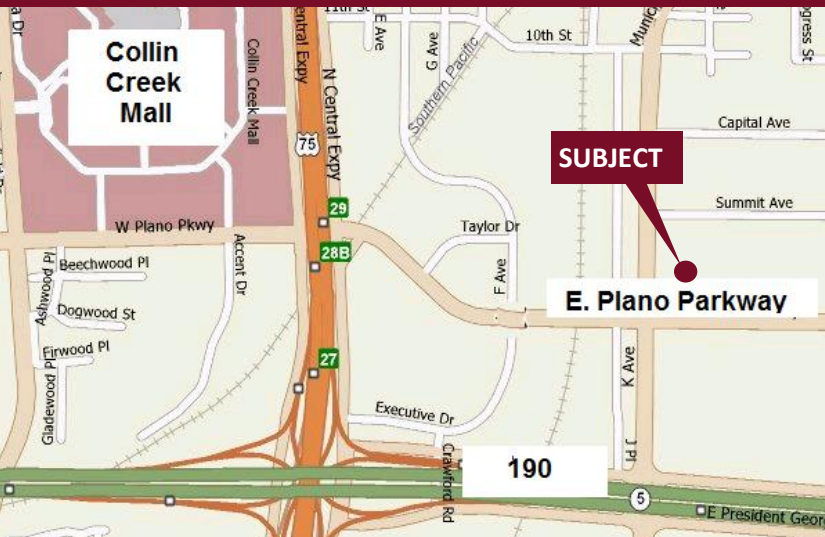 11th St
10th St
E Ave
G Ave
Collin
Creek
Mall
Collin Creek Mall
Central Expy
N Central Expy
75
Southern Pacific
Capital Ave
SUBJECT
Summit Ave
29
W Plano Pkwy
Taylor Dr
28B
Accent Dr
Ashwood Pl
Beechwood Pl
F Ave
E. Plano Parkway
Dogwood St
Firwood Pl
Gladewood Pl
27
K Ave
Executive Dr
Crawford Rd
J Pl
190
5
E President Geor